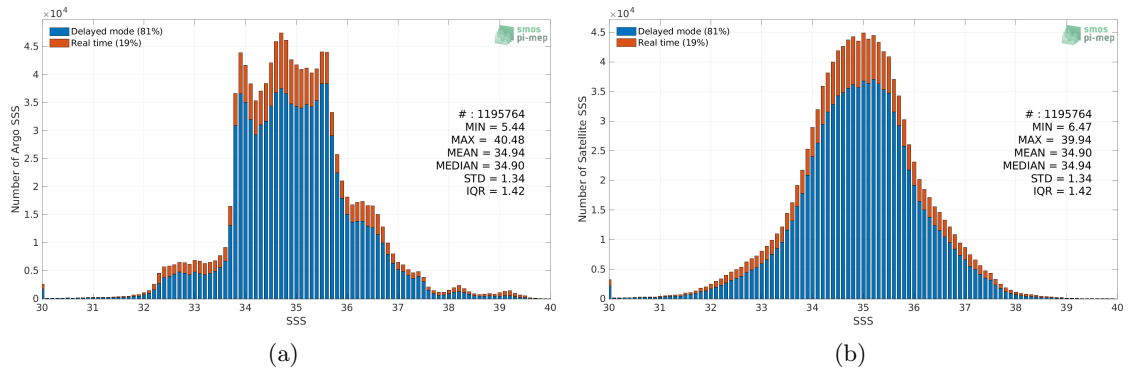 ×10⁴
Delayed mode (81%)
Real time (19%)
smos
pi-mep
Number of Argo SSS
4.5
4
3.5
3
2.5
2
1.5
1
0.5
0
# : 1195764
MIN = 5.44
MAX = 40.48
MEAN = 34.94
MEDIAN = 34.90
STD = 1.34
IQR = 1.42
30 31 32 33 34 35 36 37 38 39 40
SSS
(a)
×10⁴
Delayed mode (81%)
Real time (19%)
smos
pi-mep
Number of Satellite SSS
4.5
4
3.5
3
2.5
2
1.5
1
0.5
0
# : 1195764
MIN = 6.47
MAX = 39.94
MEAN = 34.90
MEDIAN = 34.94
STD = 1.34
IQR = 1.42
30 31 32 33 34 35 36 37 38 39 40
SSS
(b)